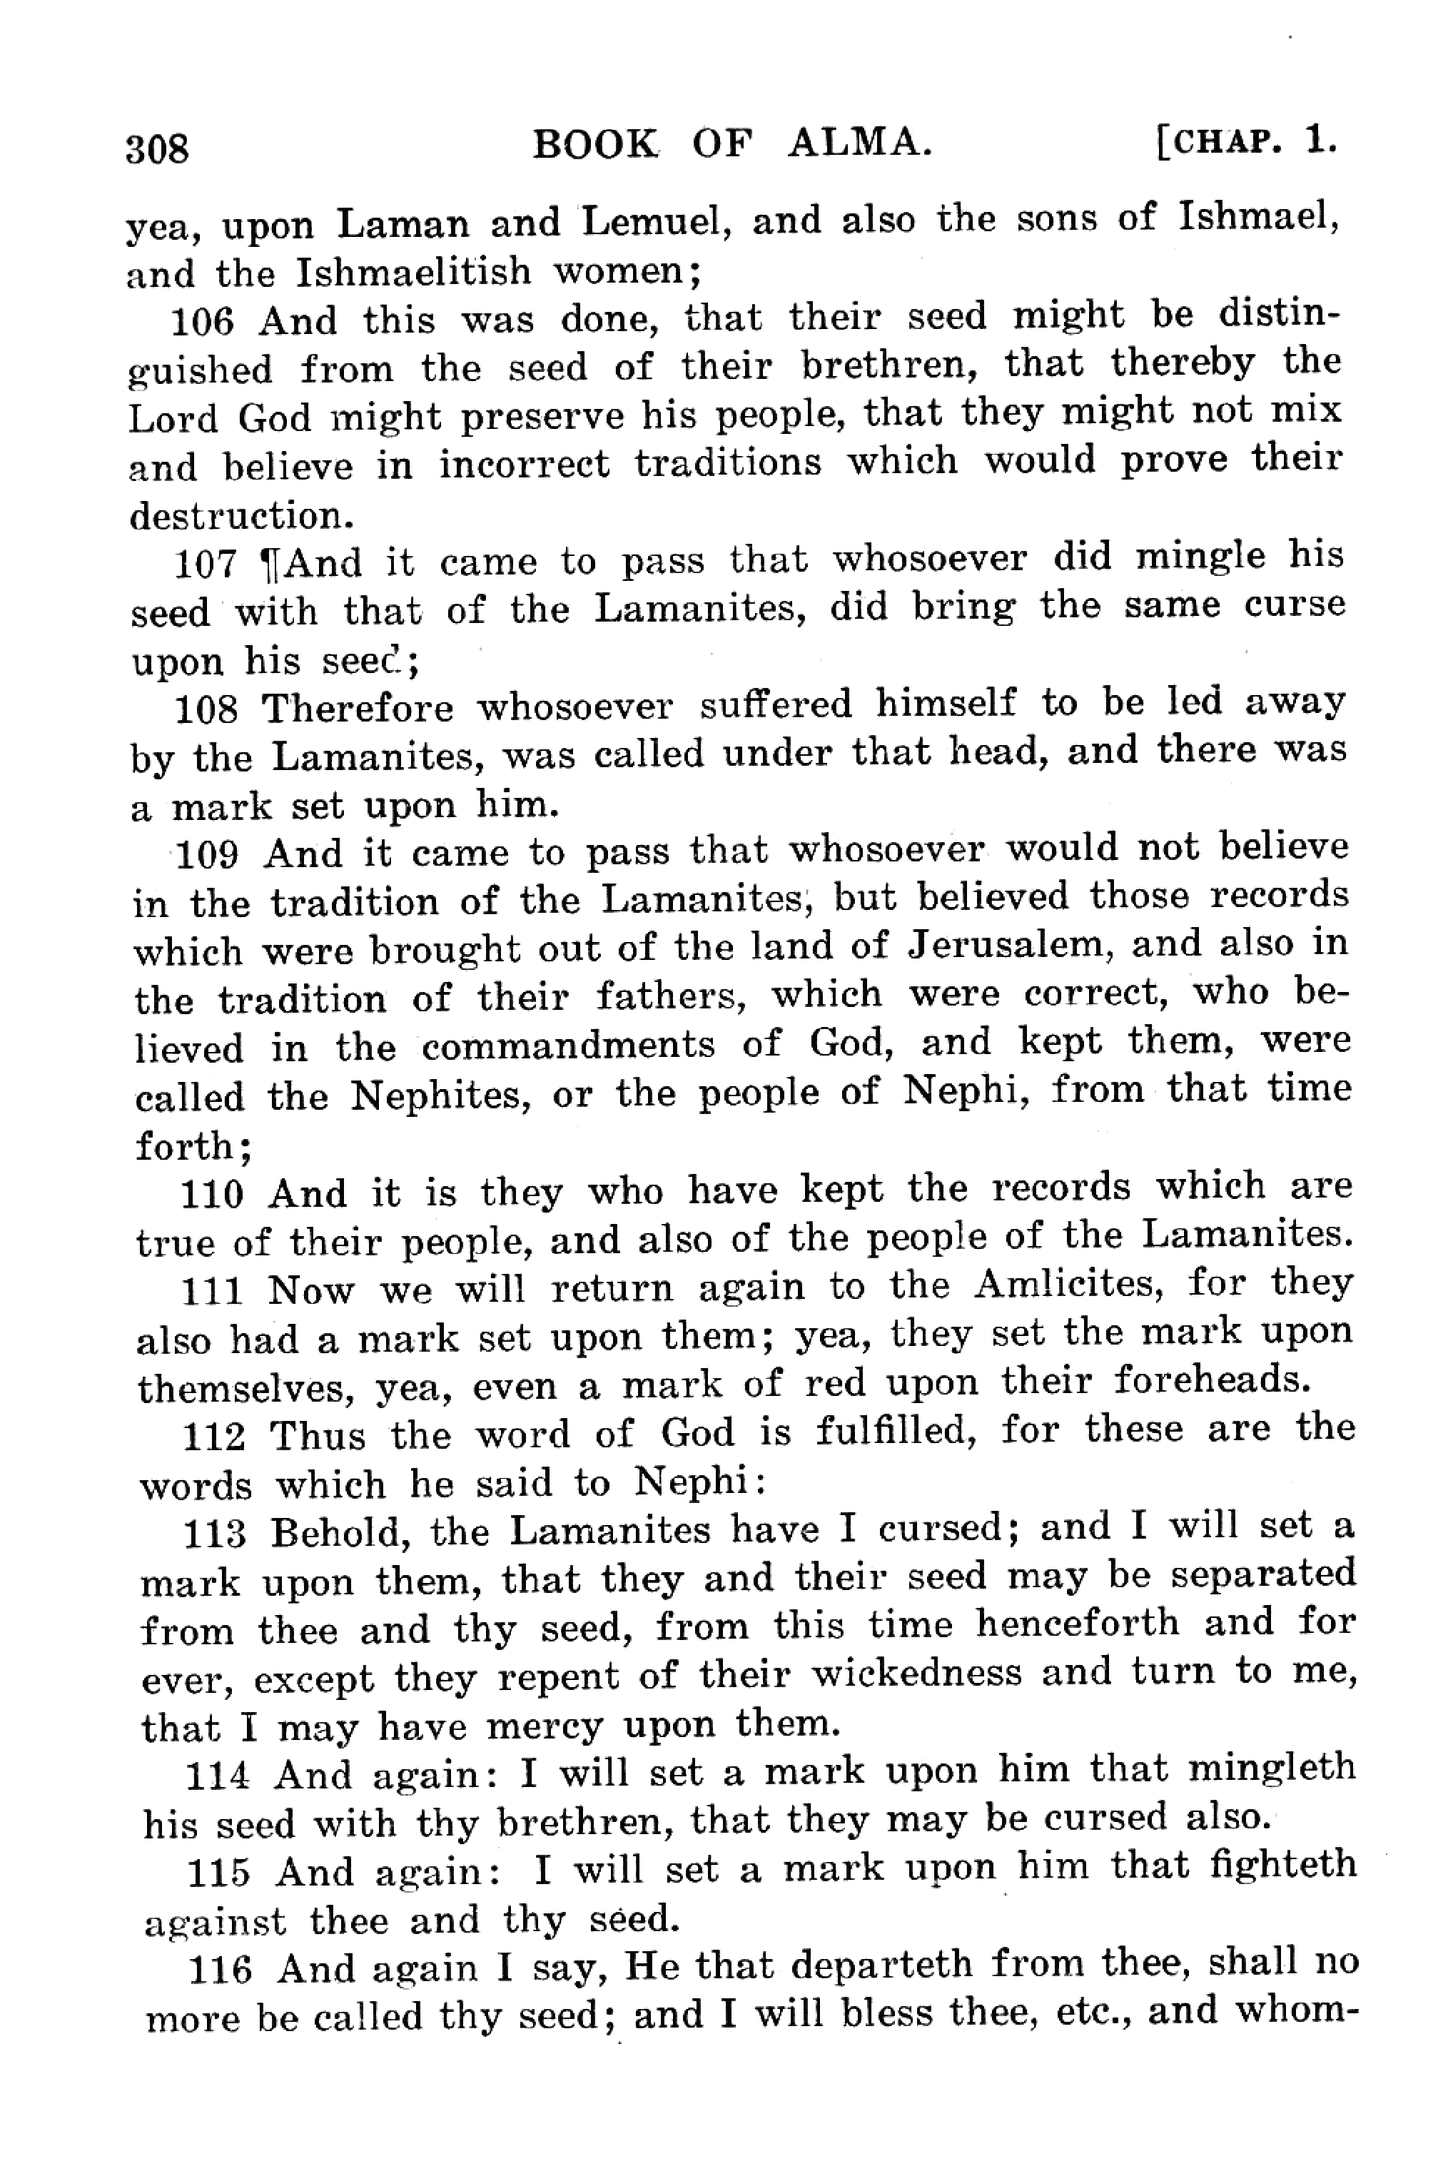 308 BOOK OF ALMA. [CHAP. 1.
yea, upon Laman and Lemuel, and also the sons of Ishmael,
and the Ishmaelitish women;
106 And this was done, that their seed might be distin-
guished from the seed of their brethren, that thereby the
Lord God might preserve his people, that they might not mix
and believe in incorrect traditions which would prove their
destruction.
107 ¶And it came to pass that whosoever did mingle his
seed with that of the Lamanites, did bring the same curse
upon his seed;
108 Therefore whosoever suffered himself to be led away
by the Lamanites, was called under that head, and there was
a mark set upon him.
109 And it came to pass that whosoever would not believe
in the tradition of the Lamanites, but believed those records
which were brought out of the land of Jerusalem, and also in
the tradition of their fathers, which were correct, who be-
lieved in the commandments of God, and kept them, were
called the Nephites, or the people of Nephi, from that time
forth;
110 And it is they who have kept the records which are
true of their people, and also of the people of the Lamanites.
111 Now we will return again to the Amlicites, for they
also had a mark set upon them; yea, they set the mark upon
themselves, yea, even a mark of red upon their foreheads.
112 Thus the word of God is fulfilled, for these are the
words which he said to Nephi:
113 Behold, the Lamanites have I cursed; and I will set a
mark upon them, that they and their seed may be separated
from thee and thy seed, from this time henceforth and for
ever, except they repent of their wickedness and turn to me,
that I may have mercy upon them.
114 And again: I will set a mark upon him that mingleth
his seed with thy brethren, that they may be cursed also.
115 And again: I will set a mark upon him that fighteth
against thee and thy seed.
116 And again I say, He that departeth from thee, shall no
more be called thy seed; and I will bless thee, etc., and whom-